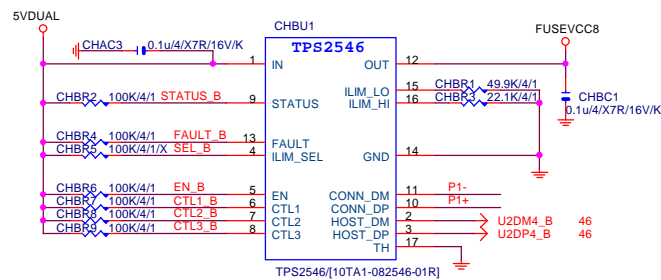 5VDUAL
CHBU1
FUSEVCC8
CHAC3 0.1u/4/X7R/16V/K
TPS2546
1 IN OUT 12
CHBR2 100K/4/1 STATUS_B 9 STATUS
ILIM_LO 15 CHBR1 49.9K/4/1
ILIM_HI 16 CHBR3 22.1K/4/1
CHBC1
0.1u/4/X7R/16V/K
CHBR4 100K/4/1 FAULT_B 13 FAULT
CHBR5 100K/4/1/X SEL_B 4 ILIM_SEL
GND 14
CHBR6 100K/4/1 EN_B 5 EN CONN_DM 11 P1-
CHBR7 100K/4/1 CTL1_B 6 CTL1 CONN_DP 10 P1+
CHBR8 100K/4/1 CTL2_B 7 CTL2 HOST_DM 2 U2DM4_B 46
CHBR9 100K/4/1 CTL3_B 8 CTL3 HOST_DP 3 U2DP4_B 46
TH 17
TPS2546/[10TA1-082546-01R]